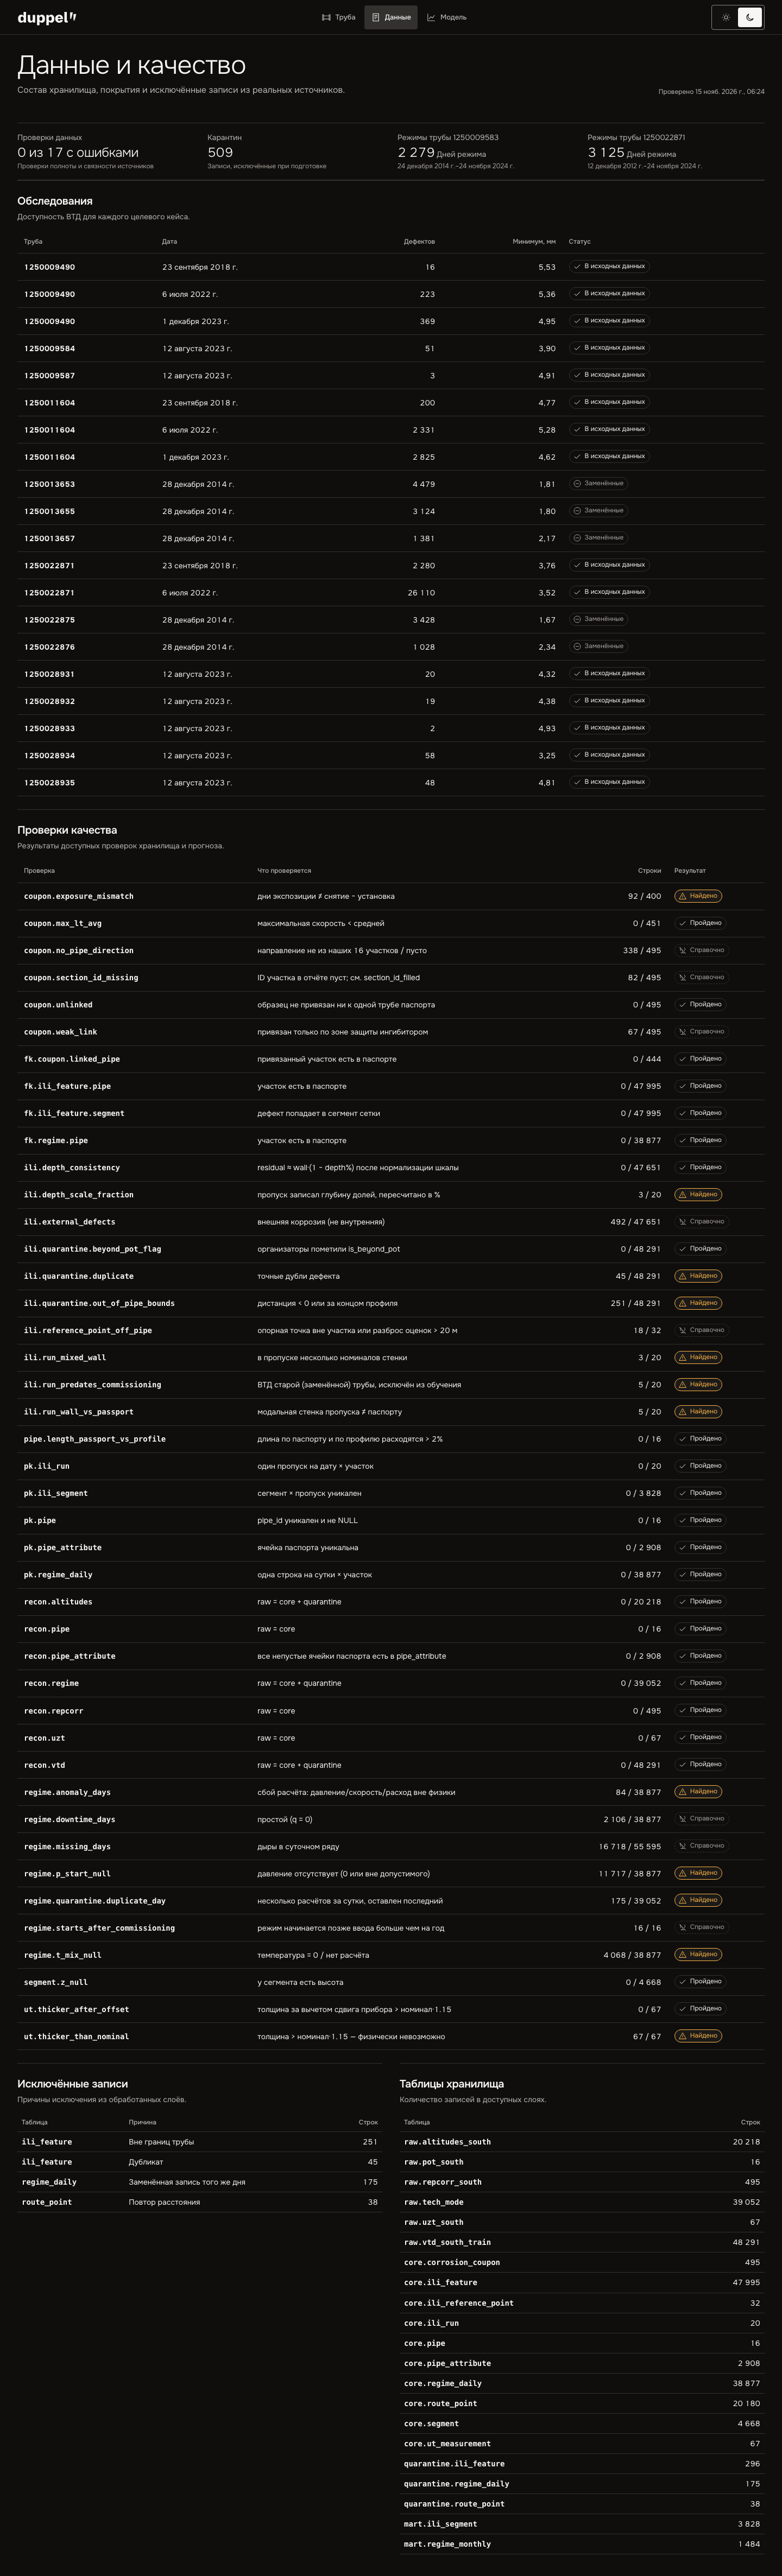 duppel
Труба
Данные
Модель
Данные и качество
Состав хранилища, покрытия и исключённые записи из реальных источников.
Проверено 15 нояб. 2026 г., 06:24
Проверки данных
0 из 17 с ошибками
Проверки полноты и связности источников
Карантин
509
Записи, исключённые при подготовке
Режимы трубы 1250009583
2 279 Дней режима
24 декабря 2014 г.–24 ноября 2024 г.
Режимы трубы 1250022871
3 125 Дней режима
12 декабря 2012 г.–24 ноября 2024 г.
Обследования
Доступность ВТД для каждого целевого кейса.
Труба Дата Дефектов Минимум, мм Статус
1250009490 23 сентября 2018 г. 16 5,53 В исходных данных
1250009490 6 июля 2022 г. 223 5,36 В исходных данных
1250009490 1 декабря 2023 г. 369 4,95 В исходных данных
1250009584 12 августа 2023 г. 51 3,90 В исходных данных
1250009587 12 августа 2023 г. 3 4,91 В исходных данных
1250011604 23 сентября 2018 г. 200 4,77 В исходных данных
1250011604 6 июля 2022 г. 2 331 5,28 В исходных данных
1250011604 1 декабря 2023 г. 2 825 4,62 В исходных данных
1250013653 28 декабря 2014 г. 4 479 1,81 Заменённые
1250013655 28 декабря 2014 г. 3 124 1,80 Заменённые
1250013657 28 декабря 2014 г. 1 381 2,17 Заменённые
1250022871 23 сентября 2018 г. 2 280 3,76 В исходных данных
1250022871 6 июля 2022 г. 26 110 3,52 В исходных данных
1250022875 28 декабря 2014 г. 3 428 1,67 Заменённые
1250022876 28 декабря 2014 г. 1 028 2,34 Заменённые
1250028931 12 августа 2023 г. 20 4,32 В исходных данных
1250028932 12 августа 2023 г. 19 4,38 В исходных данных
1250028933 12 августа 2023 г. 2 4,93 В исходных данных
1250028934 12 августа 2023 г. 58 3,25 В исходных данных
1250028935 12 августа 2023 г. 48 4,81 В исходных данных
Проверки качества
Результаты доступных проверок хранилища и прогноза.
Проверка Что проверяется Строки Результат
coupon.exposure_mismatch дни экспозиции ≠ снятие − установка 92 / 400 Найдено
coupon.max_lt_avg максимальная скорость < средней 0 / 451 Пройдено
coupon.no_pipe_direction направление не из наших 16 участков / пусто 338 / 495 Справочно
coupon.section_id_missing ID участка в отчёте пуст; см. section_id_filled 82 / 495 Справочно
coupon.unlinked образец не привязан ни к одной трубе паспорта 0 / 495 Пройдено
coupon.weak_link привязан только по зоне защиты ингибитором 67 / 495 Справочно
fk.coupon.linked_pipe привязанный участок есть в паспорте 0 / 444 Пройдено
fk.ili_feature.pipe участок есть в паспорте 0 / 47 995 Пройдено
fk.ili_feature.segment дефект попадает в сегмент сетки 0 / 47 995 Пройдено
fk.regime.pipe участок есть в паспорте 0 / 38 877 Пройдено
ili.depth_consistency residual ≈ wall·(1 − depth%) после нормализации шкалы 0 / 47 651 Пройдено
ili.depth_scale_fraction пропуск записал глубину долей, пересчитано в % 3 / 20 Найдено
ili.external_defects внешняя коррозия (не внутренняя) 492 / 47 651 Справочно
ili.quarantine.beyond_pot_flag организаторы пометили is_beyond_pot 0 / 48 291 Пройдено
ili.quarantine.duplicate точные дубли дефекта 45 / 48 291 Найдено
ili.quarantine.out_of_pipe_bounds дистанция < 0 или за концом профиля 251 / 48 291 Найдено
ili.reference_point_off_pipe опорная точка вне участка или разброс оценок > 20 м 18 / 32 Справочно
ili.run_mixed_wall в пропуске несколько номиналов стенки 3 / 20 Найдено
ili.run_predates_commissioning ВТД старой (заменённой) трубы, исключён из обучения 5 / 20 Найдено
ili.run_wall_vs_passport модальная стенка пропуска ≠ паспорту 5 / 20 Найдено
pipe.length_passport_vs_profile длина по паспорту и по профилю расходятся > 2% 0 / 16 Пройдено
pk.ili_run один пропуск на дату × участок 0 / 20 Пройдено
pk.ili_segment сегмент × пропуск уникален 0 / 3 828 Пройдено
pk.pipe pipe_id уникален и не NULL 0 / 16 Пройдено
pk.pipe_attribute ячейка паспорта уникальна 0 / 2 908 Пройдено
pk.regime_daily одна строка на сутки × участок 0 / 38 877 Пройдено
recon.altitudes raw = core + quarantine 0 / 20 218 Пройдено
recon.pipe raw = core 0 / 16 Пройдено
recon.pipe_attribute все непустые ячейки паспорта есть в pipe_attribute 0 / 2 908 Пройдено
recon.regime raw = core + quarantine 0 / 39 052 Пройдено
recon.repcorr raw = core 0 / 495 Пройдено
recon.uzt raw = core 0 / 67 Пройдено
recon.vtd raw = core + quarantine 0 / 48 291 Пройдено
regime.anomaly_days сбой расчёта: давление/скорость/расход вне физики 84 / 38 877 Найдено
regime.downtime_days простой (q = 0) 2 106 / 38 877 Справочно
regime.missing_days дыры в суточном ряду 16 718 / 55 595 Справочно
regime.p_start_null давление отсутствует (0 или вне допустимого) 11 717 / 38 877 Найдено
regime.quarantine.duplicate_day несколько расчётов за сутки, оставлен последний 175 / 39 052 Найдено
regime.starts_after_commissioning режим начинается позже ввода больше чем на год 16 / 16 Справочно
regime.t_mix_null температура = 0 / нет расчёта 4 068 / 38 877 Найдено
segment.z_null у сегмента есть высота 0 / 4 668 Пройдено
ut.thicker_after_offset толщина за вычетом сдвига прибора > номинал·1.15 0 / 67 Пройдено
ut.thicker_than_nominal толщина > номинал·1.15 — физически невозможно 67 / 67 Найдено
Исключённые записи
Причины исключения из обработанных слоёв.
Таблица Причина Строк
ili_feature Вне границ трубы 251
ili_feature Дубликат 45
regime_daily Заменённая запись того же дня 175
route_point Повтор расстояния 38
Таблицы хранилища
Количество записей в доступных слоях.
Таблица Строк
raw.altitudes_south 20 218
raw.pot_south 16
raw.repcorr_south 495
raw.tech_mode 39 052
raw.uzt_south 67
raw.vtd_south_train 48 291
core.corrosion_coupon 495
core.ili_feature 47 995
core.ili_reference_point 32
core.ili_run 20
core.pipe 16
core.pipe_attribute 2 908
core.regime_daily 38 877
core.route_point 20 180
core.segment 4 668
core.ut_measurement 67
quarantine.ili_feature 296
quarantine.regime_daily 175
quarantine.route_point 38
mart.ili_segment 3 828
mart.regime_monthly 1 484